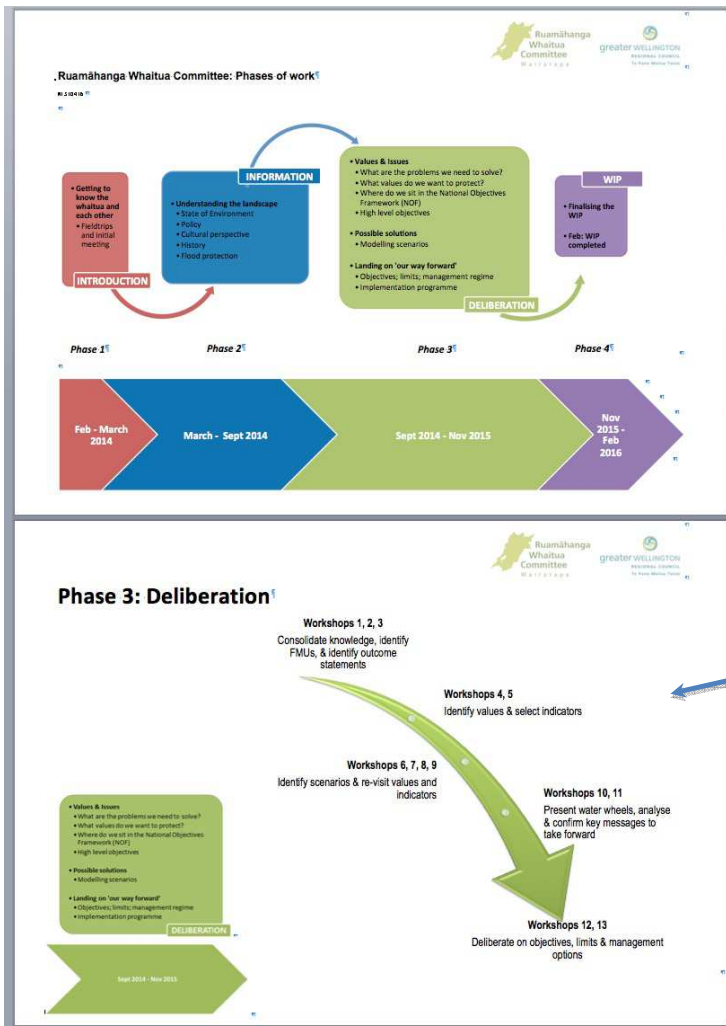 Ruamāhanga
Whaitua
Committee
Wairarapa
greater WELLINGTON
REGIONAL COUNCIL
Te Pane Matua Taiao
Ruamāhanga Whaitua Committee: Phases of work
• Getting to
know the
whaitua and
each other
• Fieldtrips
and initial
meeting
INTRODUCTION
INFORMATION
• Understanding the landscape
• State of Environment
• Policy
• Cultural perspective
• History
• Flood protection
• Values & Issues
• What are the problems we need to solve?
• What values do we want to protect?
• Where do we sit in the National Objectives
Framework (NOF)
• High level objectives
• Possible solutions
• Modelling scenarios
• Landing on 'our way forward'
• Objectives; limits; management regime
• Implementation programme
DELIBERATION
WIP
• Finalising the
WIP
• Feb: WIP
completed
Phase 1
Phase 2
Phase 3
Phase 4
Feb - March
2014
March - Sept 2014
Sept 2014 - Nov 2015
Nov
2015 -
Feb
2016
Ruamāhanga
Whaitua
Committee
Wairarapa
greater WELLINGTON
REGIONAL COUNCIL
Te Pane Matua Taiao
Phase 3: Deliberation
Workshops 1, 2, 3
Consolidate knowledge, identify
FMUs, & identify outcome
statements
Workshops 4, 5
Identify values & select indicators
Workshops 6, 7, 8, 9
Identify scenarios & re-visit values and
indicators
Workshops 10, 11
Present water wheels, analyse
& confirm key messages to
take forward
Workshops 12, 13
Deliberate on objectives, limits & management
options
• Values & Issues
• What are the problems we need to solve?
• What values do we want to protect?
• Where do we sit in the National Objectives
Framework (NOF)
• High level objectives
• Possible solutions
• Modelling scenarios
• Landing on 'our way forward'
• Objectives; limits; management regime
• Implementation programme
DELIBERATION
Sept 2014 - Nov 2015